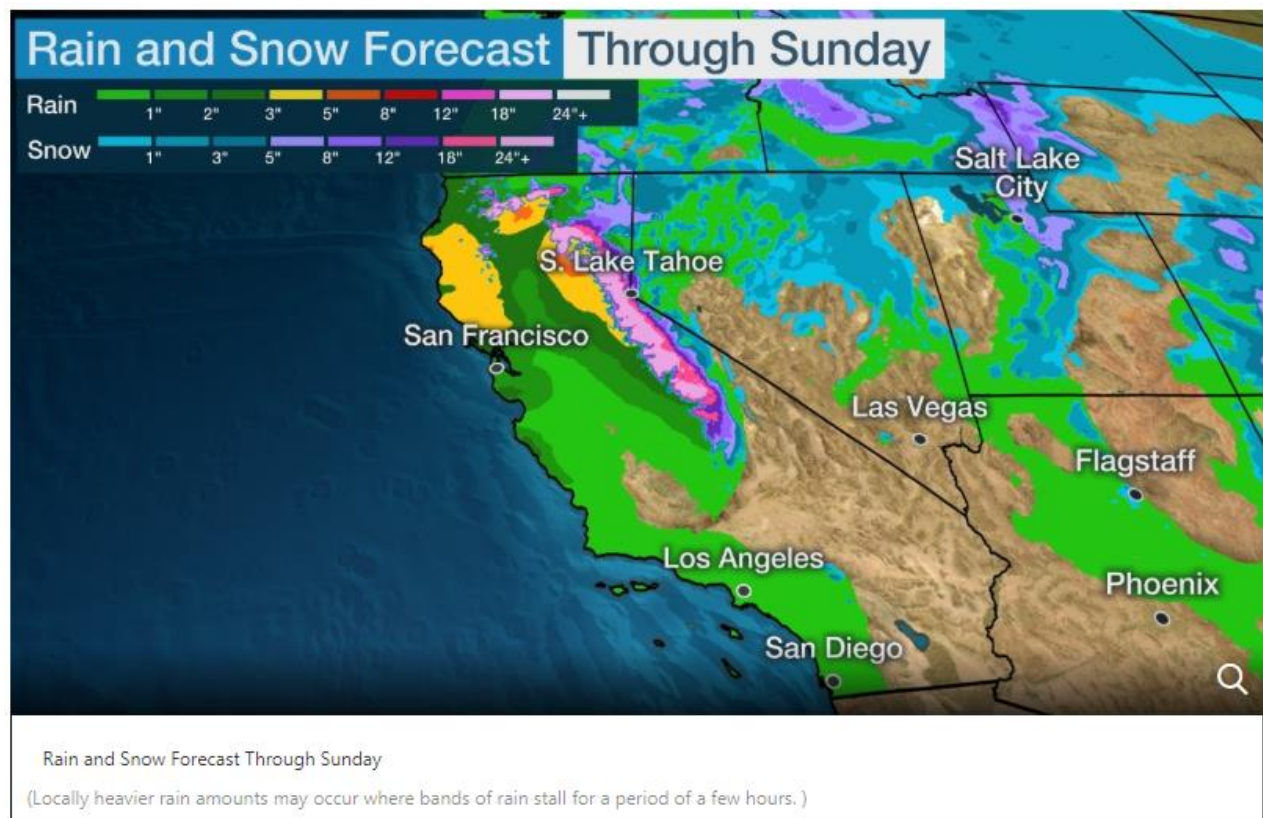 Rain and Snow Forecast Through Sunday
Rain 1" 2" 3" 5" 8" 12" 18" 24"+
Snow 1" 3" 5" 8" 12" 18" 24"+
Salt Lake
City
S. Lake Tahoe
San Francisco
Las Vegas
Flagstaff
Los Angeles
Phoenix
San Diego
Rain and Snow Forecast Through Sunday
(Locally heavier rain amounts may occur where bands of rain stall for a period of a few hours. )